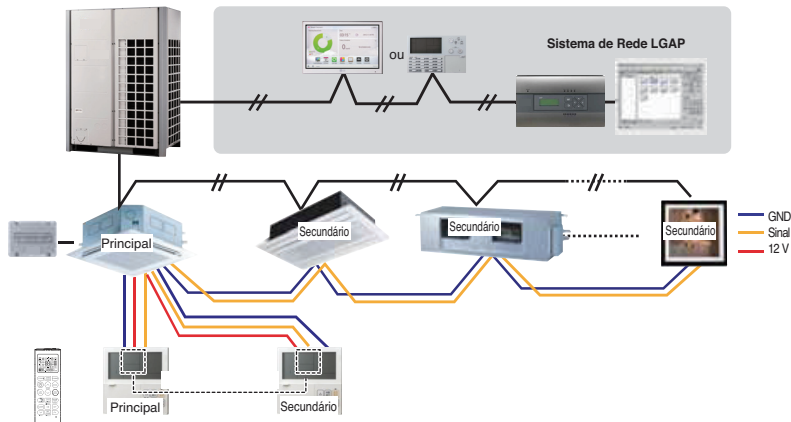 ou
Sistema de Rede LGAP
Principal
Secundário
Secundário
Secundário
GND
Sinal
12 V
Principal
Secundário